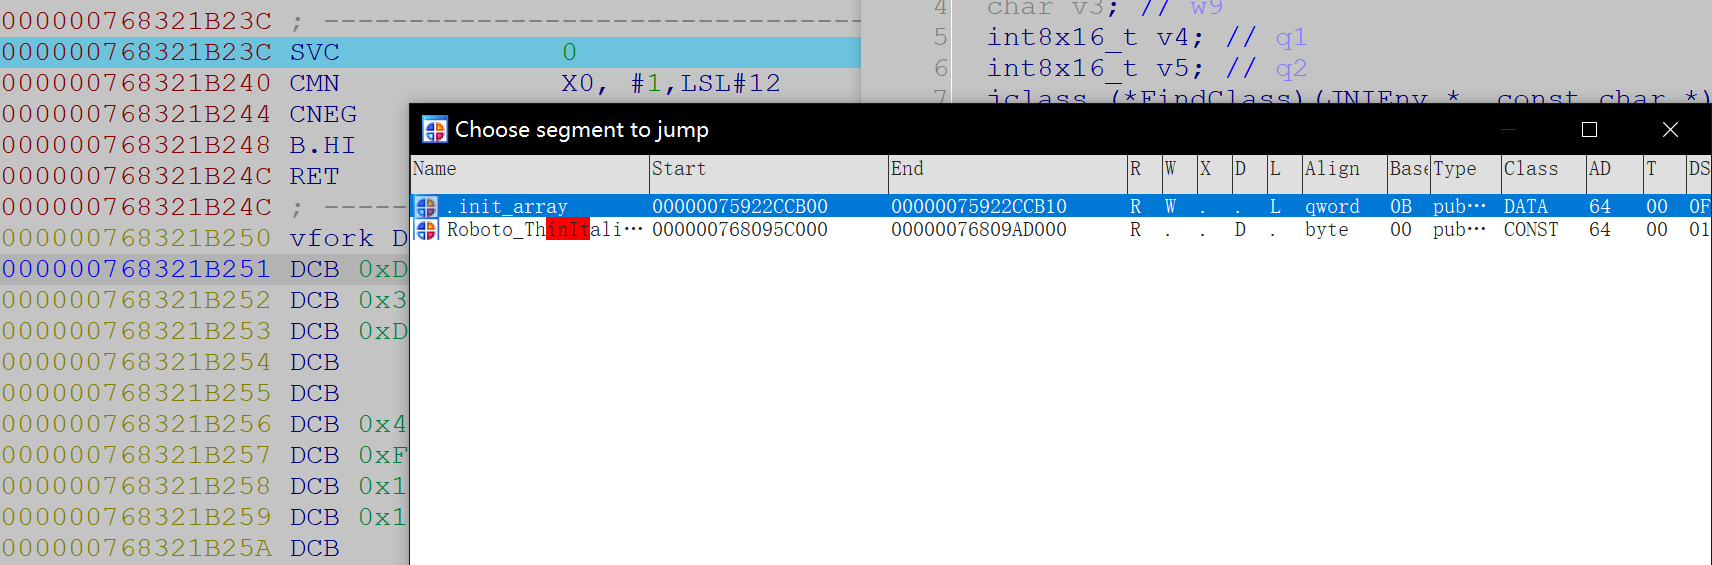 000000768321B23C ; --------------------------------
000000768321B23C SVC 0
000000768321B240 CMN X0, #1,LSL#12
000000768321B244 CNEG
000000768321B248 B.HI
000000768321B24C RET
000000768321B24C ; -----
000000768321B250 vfork D
000000768321B251 DCB 0xD
000000768321B252 DCB 0x3
000000768321B253 DCB 0xD
000000768321B254 DCB
000000768321B255 DCB
000000768321B256 DCB 0x4
000000768321B257 DCB 0xF
000000768321B258 DCB 0x1
000000768321B259 DCB 0x1
000000768321B25A DCB
4 char v3; // w9
5 int8x16_t v4; // q1
6 int8x16_t v5; // q2
7 jclass (*FindClass)(JNIEnv *, const char *)
Choose segment to jump
Name Start End R W X D L Align Base Type Class AD T DS
.init_array 00000075922CCB00 00000075922CCB10 R W . . L qword 0B pub… DATA 64 00 0F
Roboto_ThinItali… 000000768095C000 00000076809AD000 R . . D . byte 00 pub… CONST 64 00 01